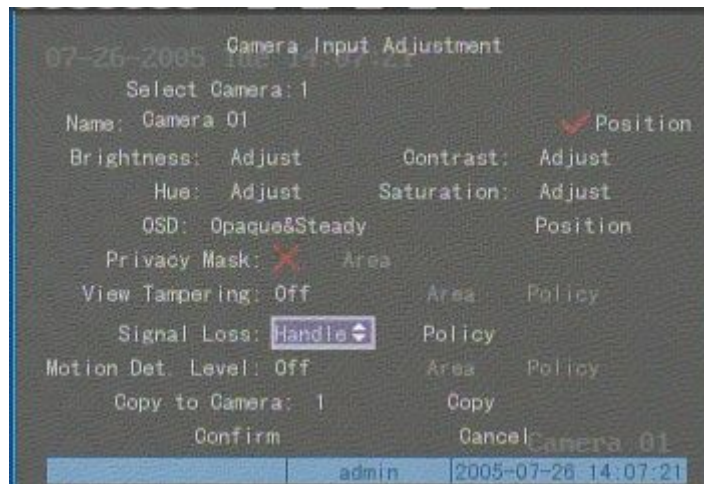 Camera Input Adjustment
07-26-2005 Tue 14:07:21
Select Camera: 1
Name: Camera 01 Position
Brightness: Adjust Contrast: Adjust
Hue: Adjust Saturation: Adjust
OSD: Opaque&Steady Position
Privacy Mask: Area
View Tampering: Off Area Policy
Signal Loss: Handle Policy
Motion Det. Level: Off Area Policy
Copy to Camera: 1 Copy
Confirm Cancel
Camera 01
admin 2005-07-26 14:07:21